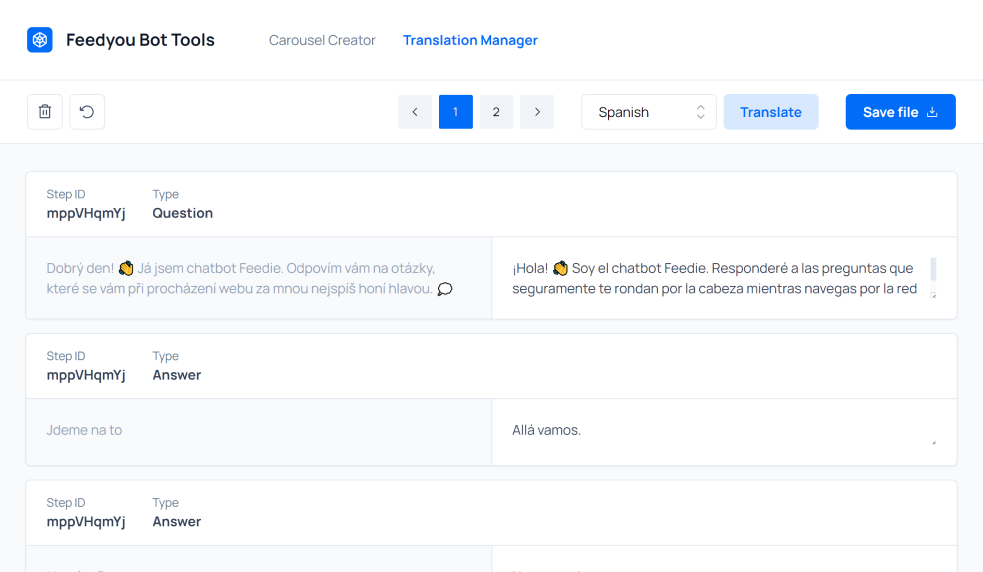 Feedyou Bot Tools
Carousel Creator
Translation Manager
1
2
Spanish
Translate
Save file
Step ID
Type
mppVHqmYj
Question
Dobrý den! 👏 Já jsem chatbot Feedie. Odpovím vám na otázky,
které se vám při procházení webu za mnou nejspíš honí hlavou. 💭
¡Hola! 👏 Soy el chatbot Feedie. Responderé a las preguntas que
seguramente te rondan por la cabeza mientras navegas por la red
Step ID
Type
mppVHqmYj
Answer
Jdeme na to
Allá vamos.
Step ID
Type
mppVHqmYj
Answer